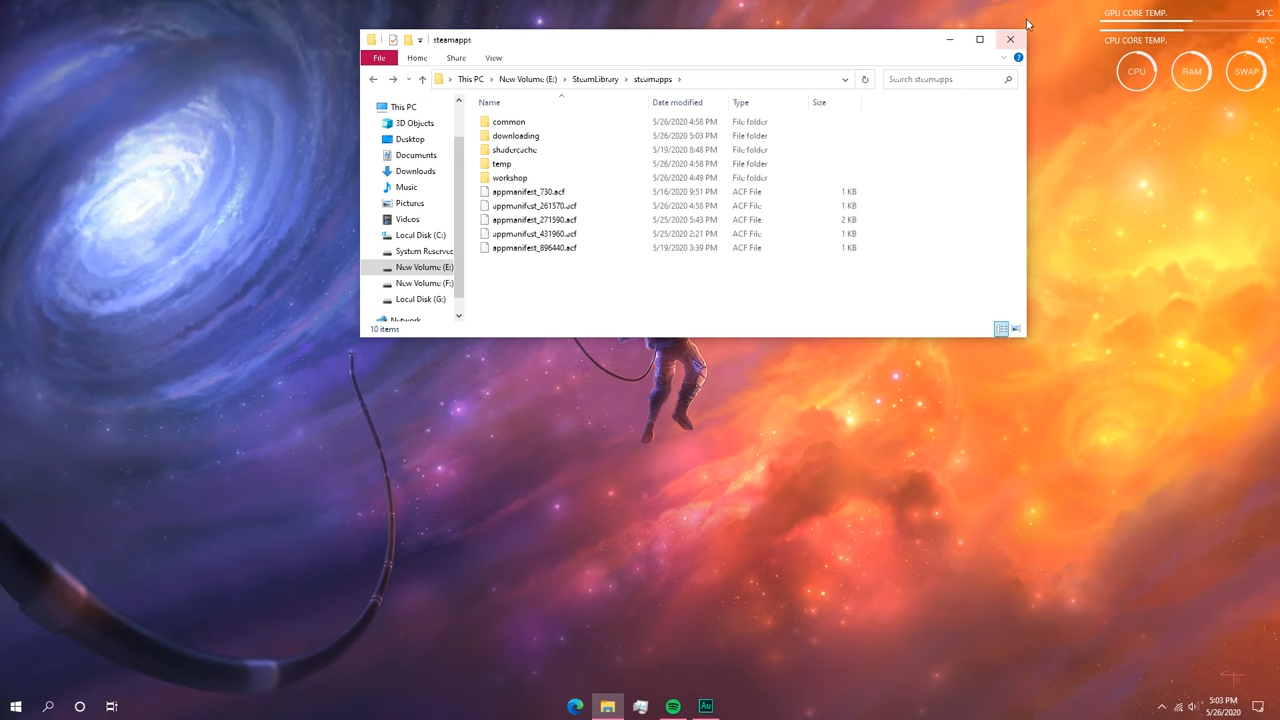 GPU CORE TEMP. 54°C
CPU CORE TEMP. 46°C
CPU RAM SWAP
steamapps
File Home Share View
This PC > New Volume (E:) > SteamLibrary > steamapps >
Search steamapps
Name Date modified Type Size
common 5/26/2020 4:58 PM File folder
downloading 5/26/2020 5:03 PM File folder
shadercache 5/19/2020 8:48 PM File folder
temp 5/26/2020 4:58 PM File folder
workshop 5/26/2020 4:49 PM File folder
appmanifest_730.acf 5/16/2020 9:51 PM ACF File 1 KB
appmanifest_261570.acf 5/26/2020 4:58 PM ACF File 1 KB
appmanifest_271590.acf 5/25/2020 5:43 PM ACF File 2 KB
appmanifest_431960.acf 5/25/2020 2:21 PM ACF File 1 KB
appmanifest_896440.acf 5/19/2020 3:39 PM ACF File 1 KB
This PC
3D Objects
Desktop
Documents
Downloads
Music
Pictures
Videos
Local Disk (C:)
System Reserved
New Volume (E:)
New Volume (F:)
Local Disk (G:)
Network
10 items
Au
5:03 PM
5/26/2020